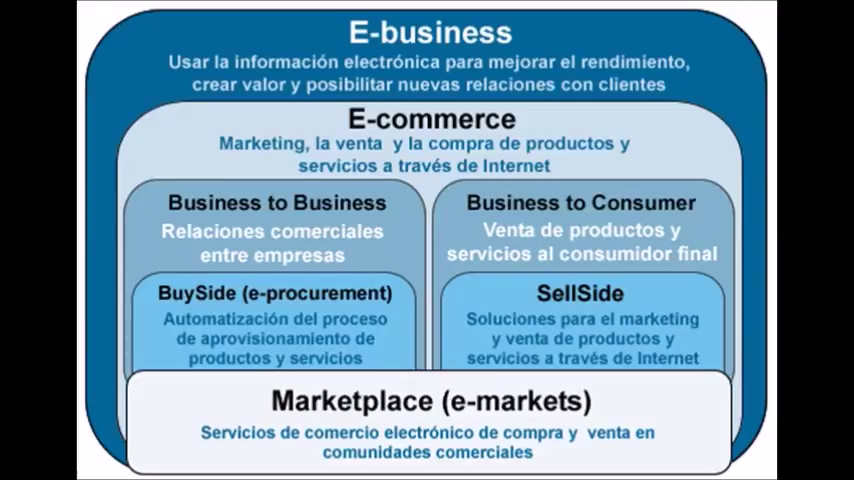 E-business
Usar la información electrónica para mejorar el rendimiento,
crear valor y posibilitar nuevas relaciones con clientes
E-commerce
Marketing, la venta y la compra de productos y
servicios a través de Internet
Business to Business
Relaciones comerciales
entre empresas
Business to Consumer
Venta de productos y
servicios al consumidor final
BuySide (e-procurement)
Automatización del proceso
de aprovisionamiento de
productos y servicios
SellSide
Soluciones para el marketing
y venta de productos y
servicios a través de Internet
Marketplace (e-markets)
Servicios de comercio electrónico de compra y venta en
comunidades comerciales